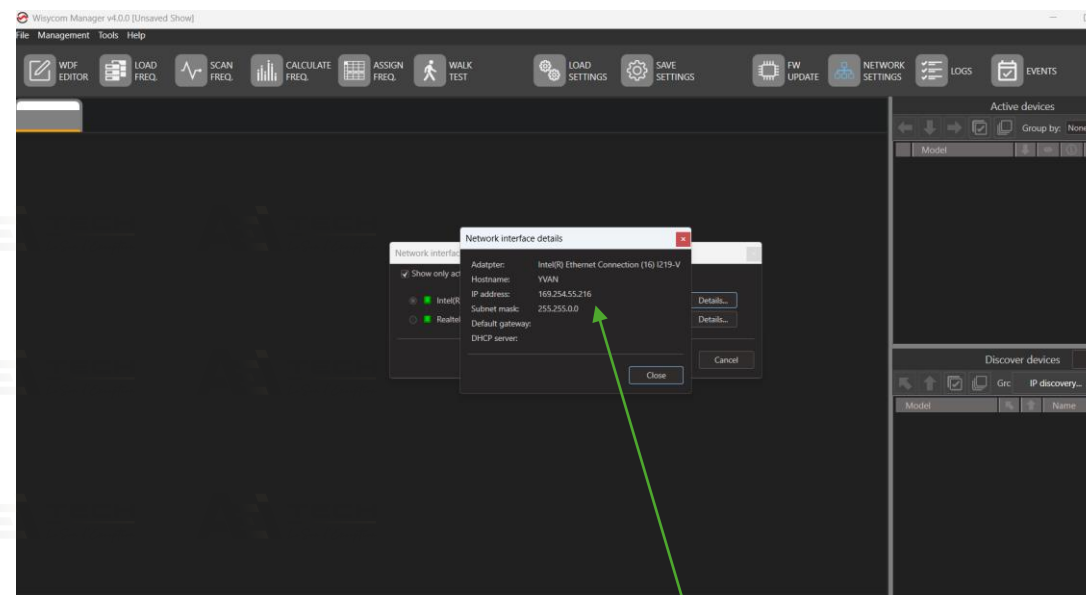 Wisycom Manager v4.0.0 [Unsaved Show]
File Management Tools Help
WDF EDITOR
LOAD FREQ.
SCAN FREQ.
CALCULATE FREQ.
ASSIGN FREQ.
WALK TEST
LOAD SETTINGS
SAVE SETTINGS
FW UPDATE
NETWORK SETTINGS
LOGS
EVENTS
Active devices
Group by: None
Model
Network interface details
Adatpter: Intel(R) Ethernet Connection (16) I219-V
Hostname: YVAN
IP address: 169.254.55.216
Subnet mask: 255.255.0.0
Default gateway:
DHCP server:
Close
Network interfac
Show only act
Intel(R
Details...
Realtel
Details...
Cancel
Discover devices
Grc IP discovery...
Model Name